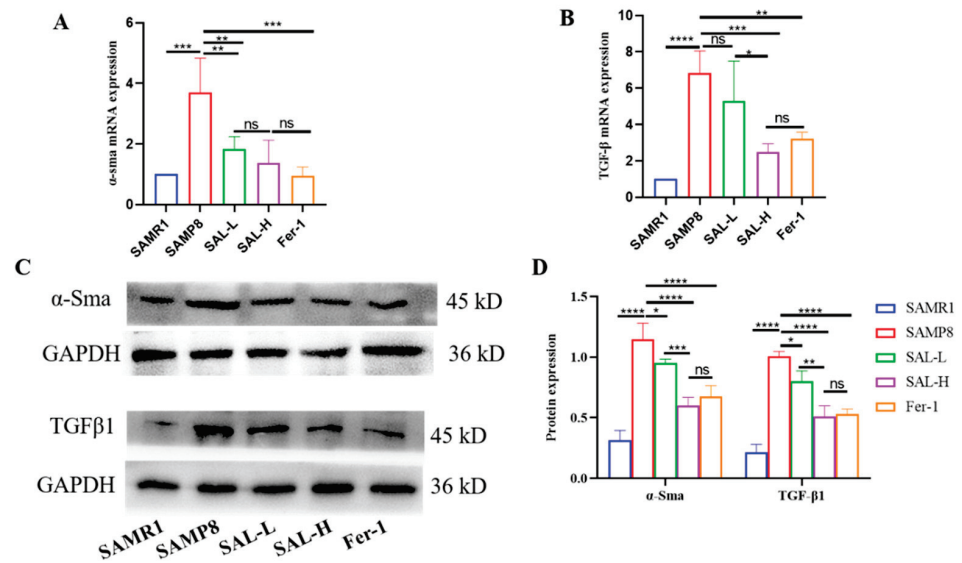 A
α-sma mRNA expression
6
4
2
0
***
**
**
***
ns
ns
SAMR1
SAMP8
SAL-L
SAL-H
Fer-1
B
TGF-β mRNA expression
10
8
6
4
2
0
**
***
****
ns
*
ns
SAMR1
SAMP8
SAL-L
SAL-H
Fer-1
C
α-Sma
45 kD
GAPDH
36 kD
TGFβ1
45 kD
GAPDH
36 kD
SAMR1
SAMP8
SAL-L
SAL-H
Fer-1
D
Protein expression
1.5
1.0
0.5
0.0
****
****
****
*
***
ns
****
****
****
*
**
ns
α-Sma
TGF-β1
SAMR1
SAMP8
SAL-L
SAL-H
Fer-1